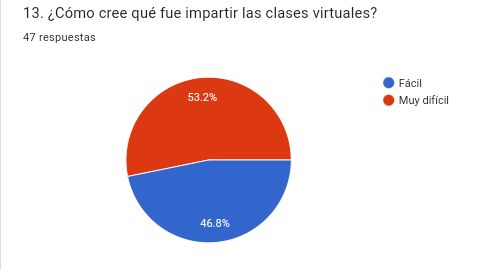 13. ¿Cómo cree qué fue impartir las clases virtuales?
47 respuestas
53.2%
46.8%
Fácil
Muy difícil